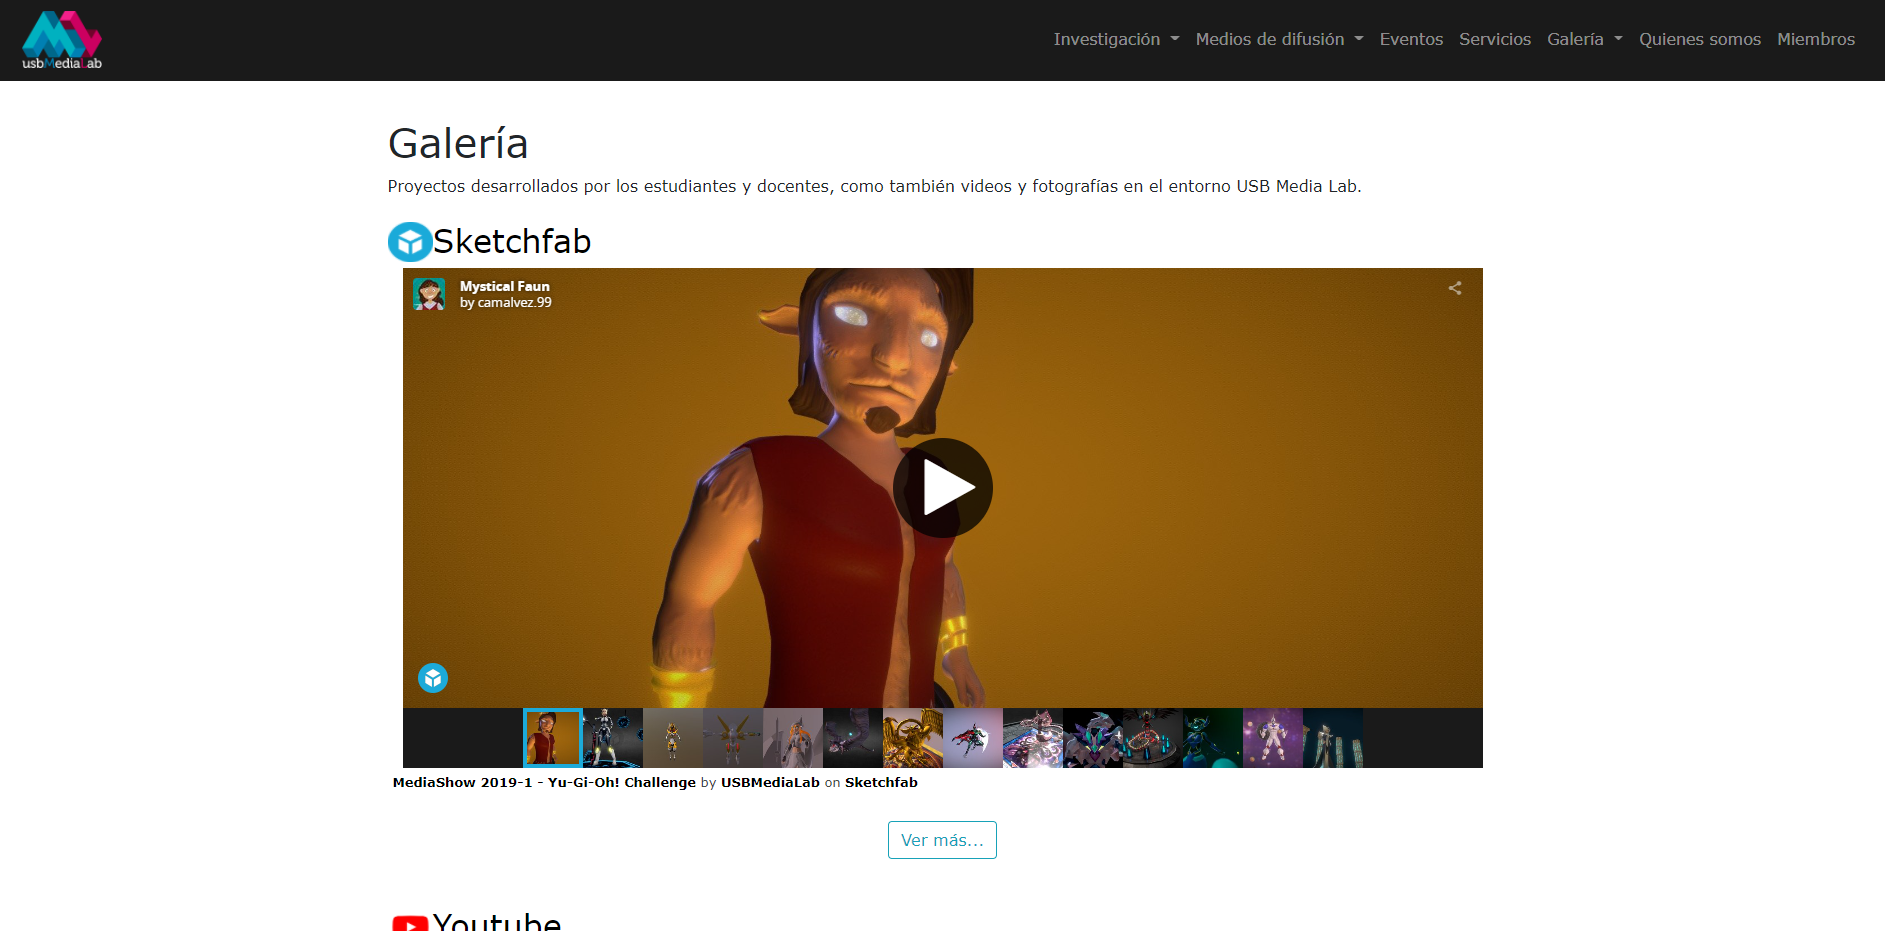 usbMediaLab
Investigación Medios de difusión Eventos Servicios Galería Quienes somos Miembros
Galería
Proyectos desarrollados por los estudiantes y docentes, como también videos y fotografías en el entorno USB Media Lab.
Sketchfab
Mystical Faun
by camalvez.99
MediaShow 2019-1 - Yu-Gi-Oh! Challenge by USBMediaLab on Sketchfab
Ver más...
Youtube